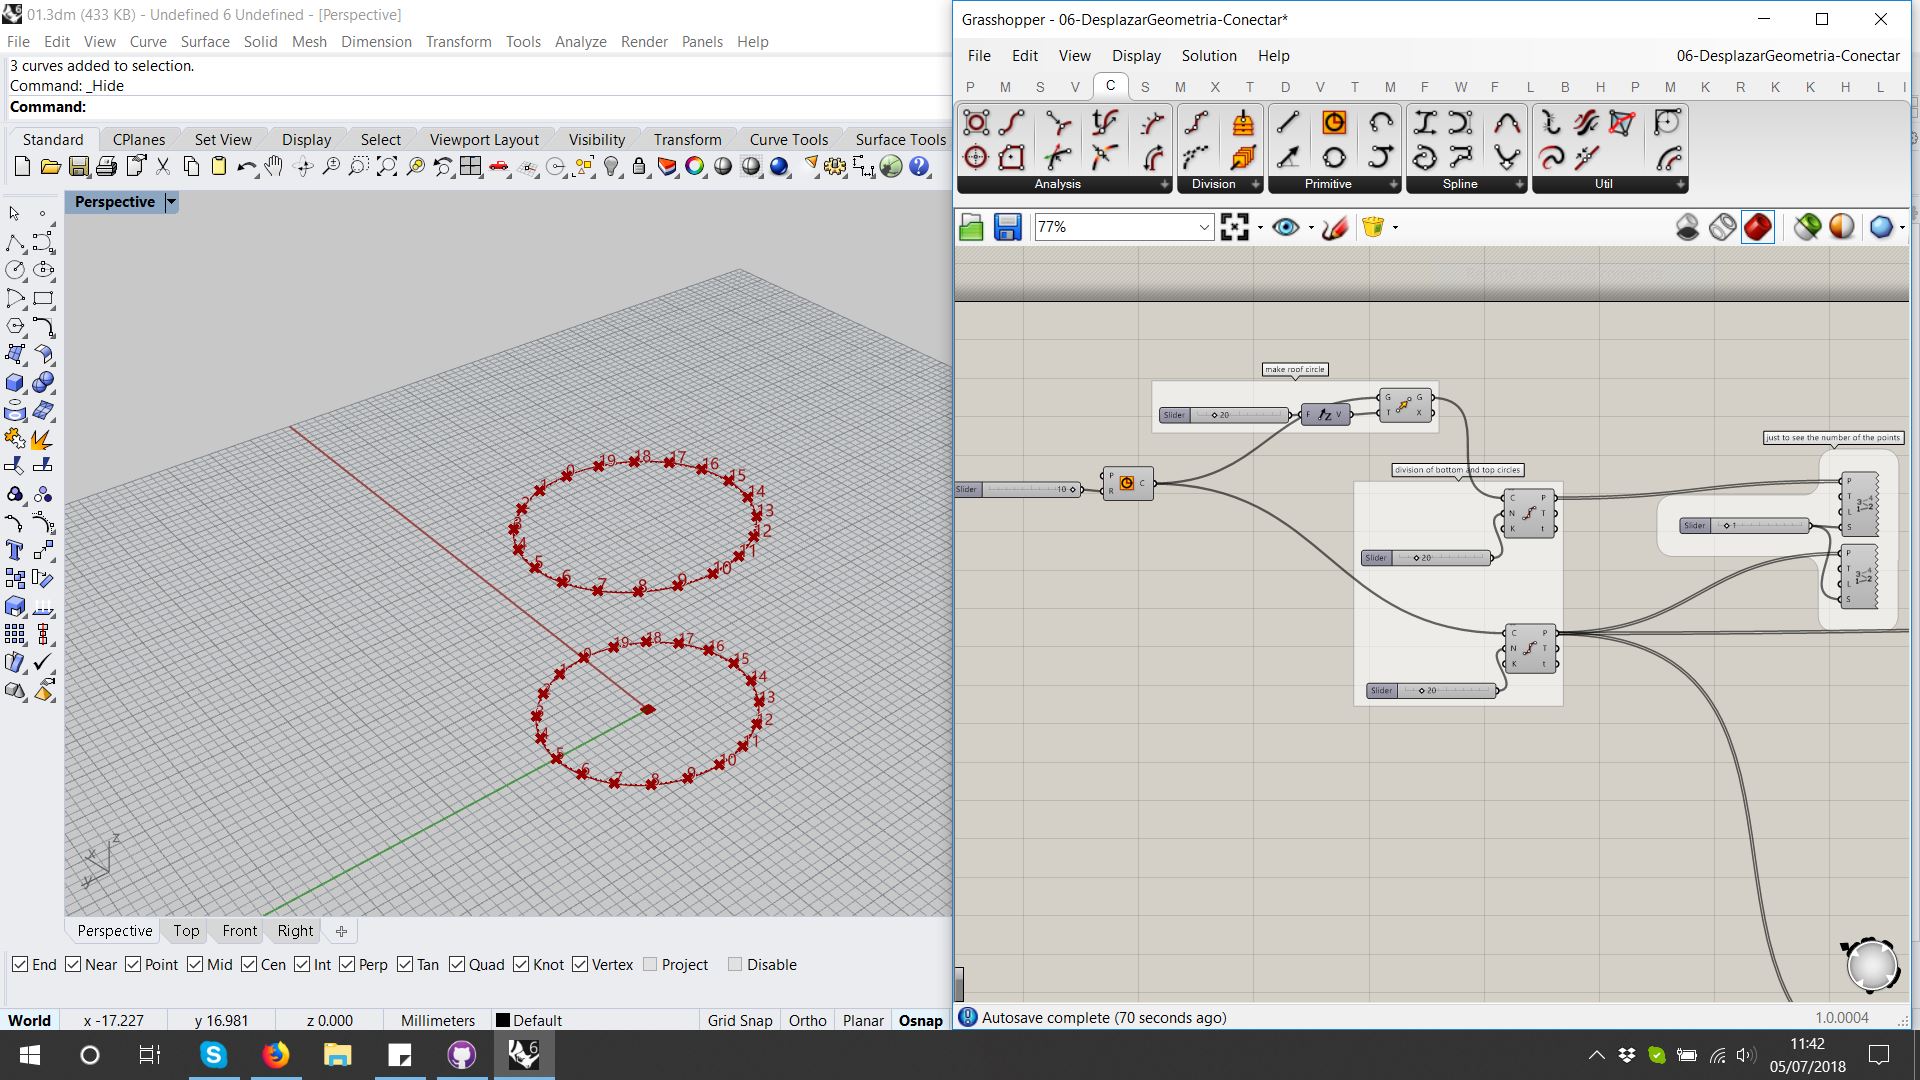 01.3dm (433 KB) - Undefined 6 Undefined - [Perspective]
File Edit View Curve Surface Solid Mesh Dimension Transform Tools Analyze Render Panels Help
3 curves added to selection.
Command: _Hide
Command:
Standard CPlanes Set View Display Select Viewport Layout Visibility Transform Curve Tools Surface Tools
Perspective
0 19 18 17 16 15 14 13 12 11 10 9 8 7 6 5 4 3 2 1
0 19 18 17 16 15 14 13 12 11 10 9 8 7 6 5 4 3 2 1
z
x
y
Perspective Top Front Right
End Near Point Mid Cen Int Perp Tan Quad Knot Vertex Project Disable
World x -17.227 y 16.981 z 0.000 Millimeters Default Grid Snap Ortho Planar Osnap
Grasshopper - 06-DesplazarGeometria-Conectar*
File Edit View Display Solution Help 06-DesplazarGeometria-Conectar
P M S V C S M X T D V T M F W F L B H P M K R K K H L I
Analysis Division Primitive Spline Util
77%
make roof circle
Slider 20 F V G T G X
just to see the number of the points
division of bottom and top circles
Slider 10 P R C
C N K P T t
P T L S
Slider 1
Slider 20
P T L S
C N K P T t
Slider 20
Autosave complete (70 seconds ago) 1.0.0004
6
11:42
05/07/2018